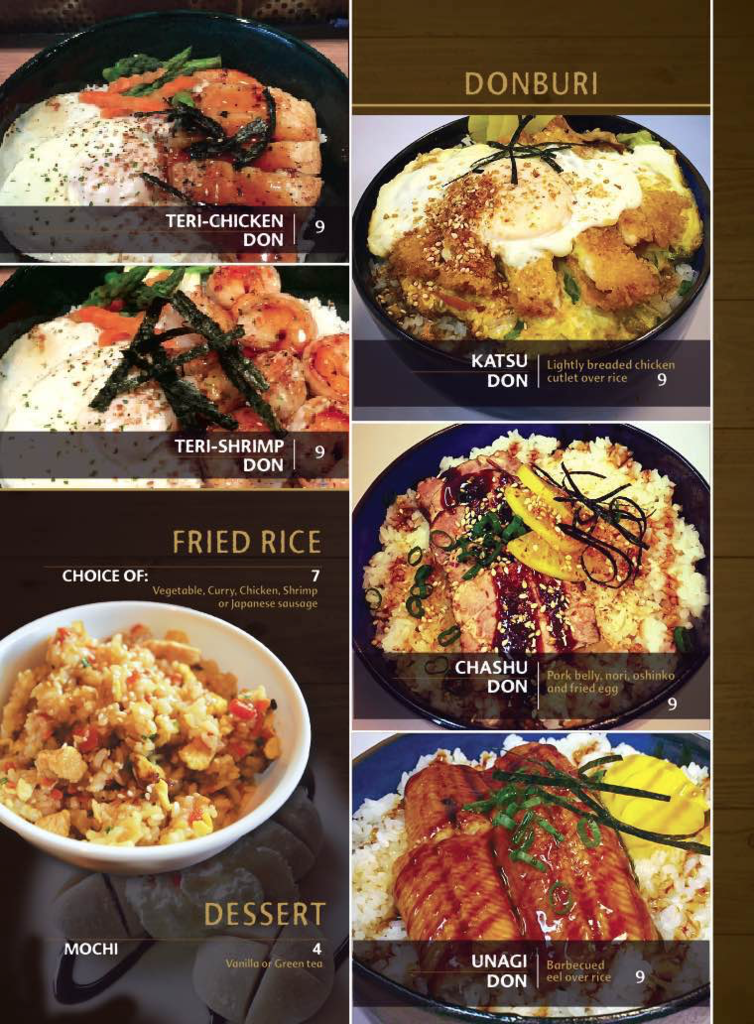 TERI-CHICKEN
DON 9
TERI-SHRIMP
DON 9
FRIED RICE
CHOICE OF: 7
Vegetable, Curry, Chicken, Shrimp
or Japanese sausage
DESSERT
MOCHI 4
Vanilla or Green tea
DONBURI
KATSU
DON
Lightly breaded chicken
cutlet over rice 9
CHASHU
DON
Pork belly, nori, oshinko
and fried egg
9
UNAGI
DON
Barbecued
eel over rice 9